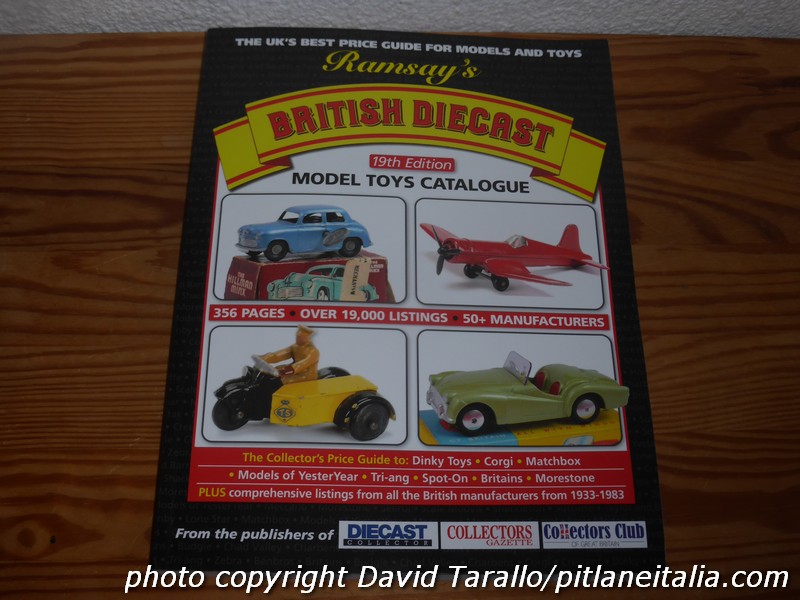 THE UK'S BEST PRICE GUIDE FOR MODELS AND TOYS
Ramsay's
BRITISH DIECAST
19th Edition
MODEL TOYS CATALOGUE
THE
HILLMAN
MINX
356 PAGES • OVER 19,000 LISTINGS • 50+ MANUFACTURERS
The Collector's Price Guide to: Dinky Toys • Corgi • Matchbox
• Models of YesterYear • Tri-ang • Spot-On • Britains • Morestone
PLUS comprehensive listings from all the British manufacturers from 1933-1983
From the publishers of
DIECAST
COLLECTOR
COLLECTORS
GAZETTE
Collectors Club
OF GREAT BRITAIN
photo copyright David Tarallo/pitlaneitalia.com